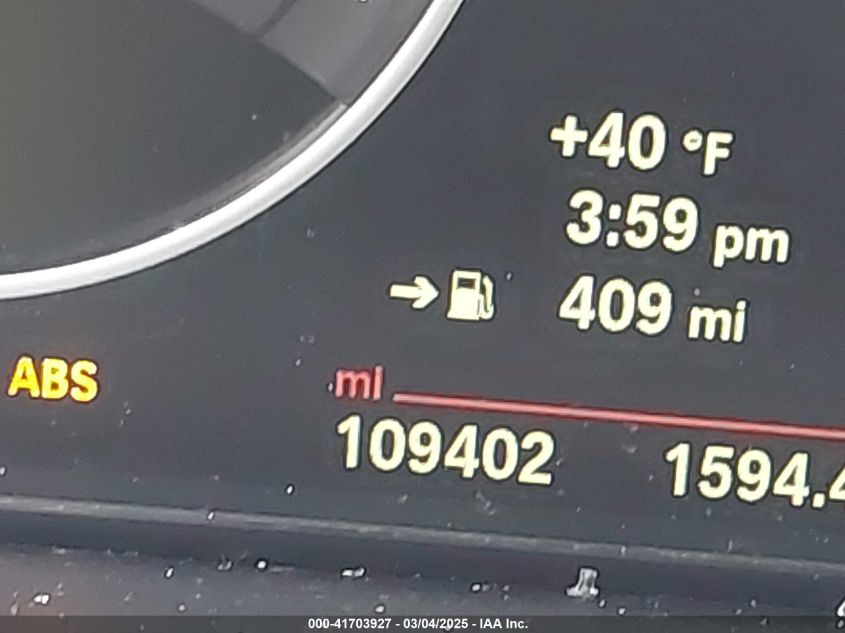 +40 °F
3:59 pm
409 mi
ABS
mi
109402 1594.4
000-41703927 - 03/04/2025 - IAA Inc.